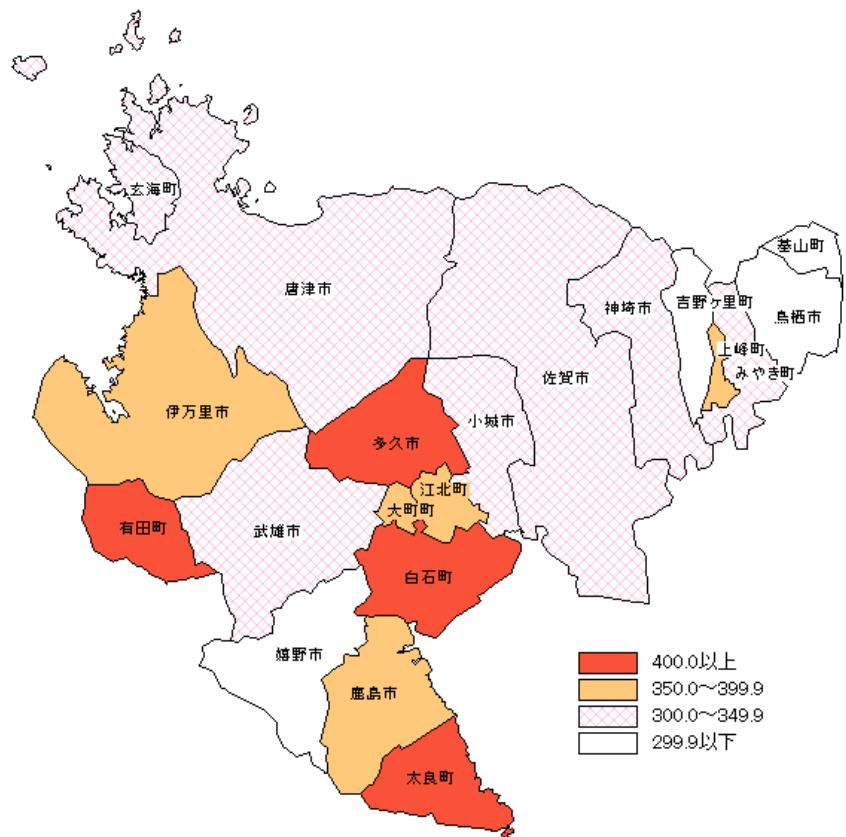 玄海町
基山町
唐津市
吉野ヶ里町
神埼市
鳥栖市
上峰町
みやき町
佐賀市
伊万里市
小城市
多久市
江北町
大町町
有田町
武雄市
白石町
嬉野市
鹿島市
太良町
400.0以上
350.0～399.9
300.0～349.9
299.9以下